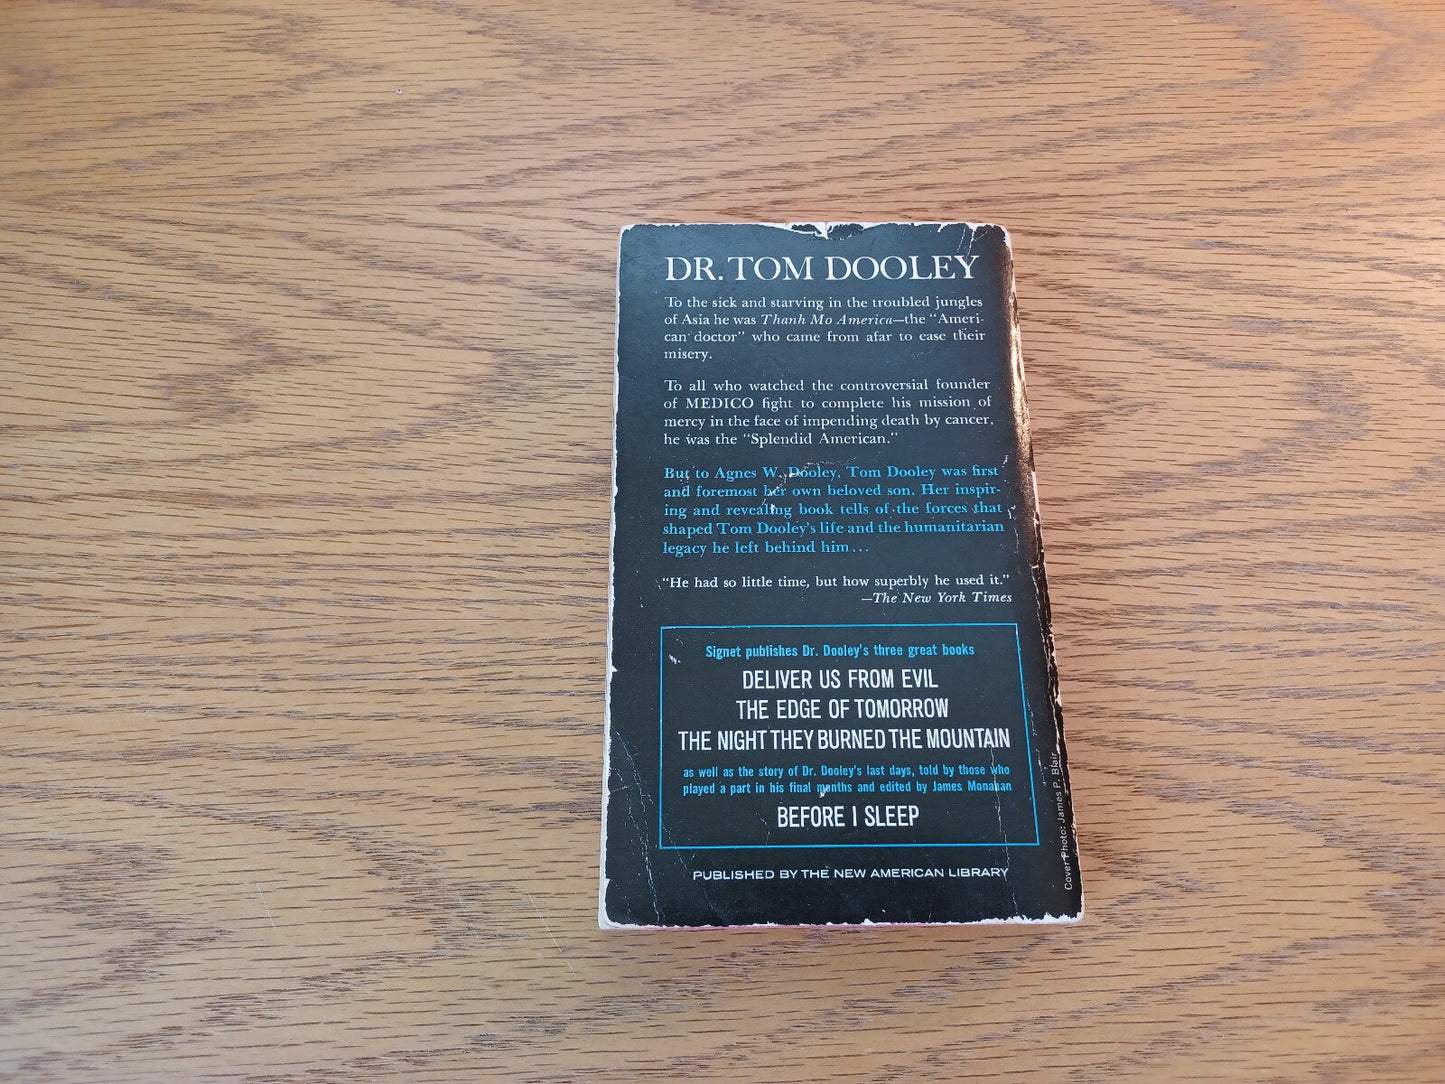 DR. TOM DOOLEY
To the sick and starving in the troubled jungles
of Asia he was Thanh Mo America—the "Ameri-
can doctor" who came from afar to ease their
misery.
To all who watched the controversial founder
of MEDICO fight to complete his mission of
mercy in the face of impending death by cancer,
he was the "Splendid American."
But to Agnes W. Dooley, Tom Dooley was first
and foremost her own beloved son. Her inspir-
ing and revealing book tells of the forces that
shaped Tom Dooley's life and the humanitarian
legacy he left behind him...
"He had so little time, but how superbly he used it."
—The New York Times
Signet publishes Dr. Dooley's three great books
DELIVER US FROM EVIL
THE EDGE OF TOMORROW
THE NIGHT THEY BURNED THE MOUNTAIN
as well as the story of Dr. Dooley's last days, told by those who
played a part in his final months and edited by James Monahan
BEFORE I SLEEP
PUBLISHED BY THE NEW AMERICAN LIBRARY
Cover Photo: James P. Blair